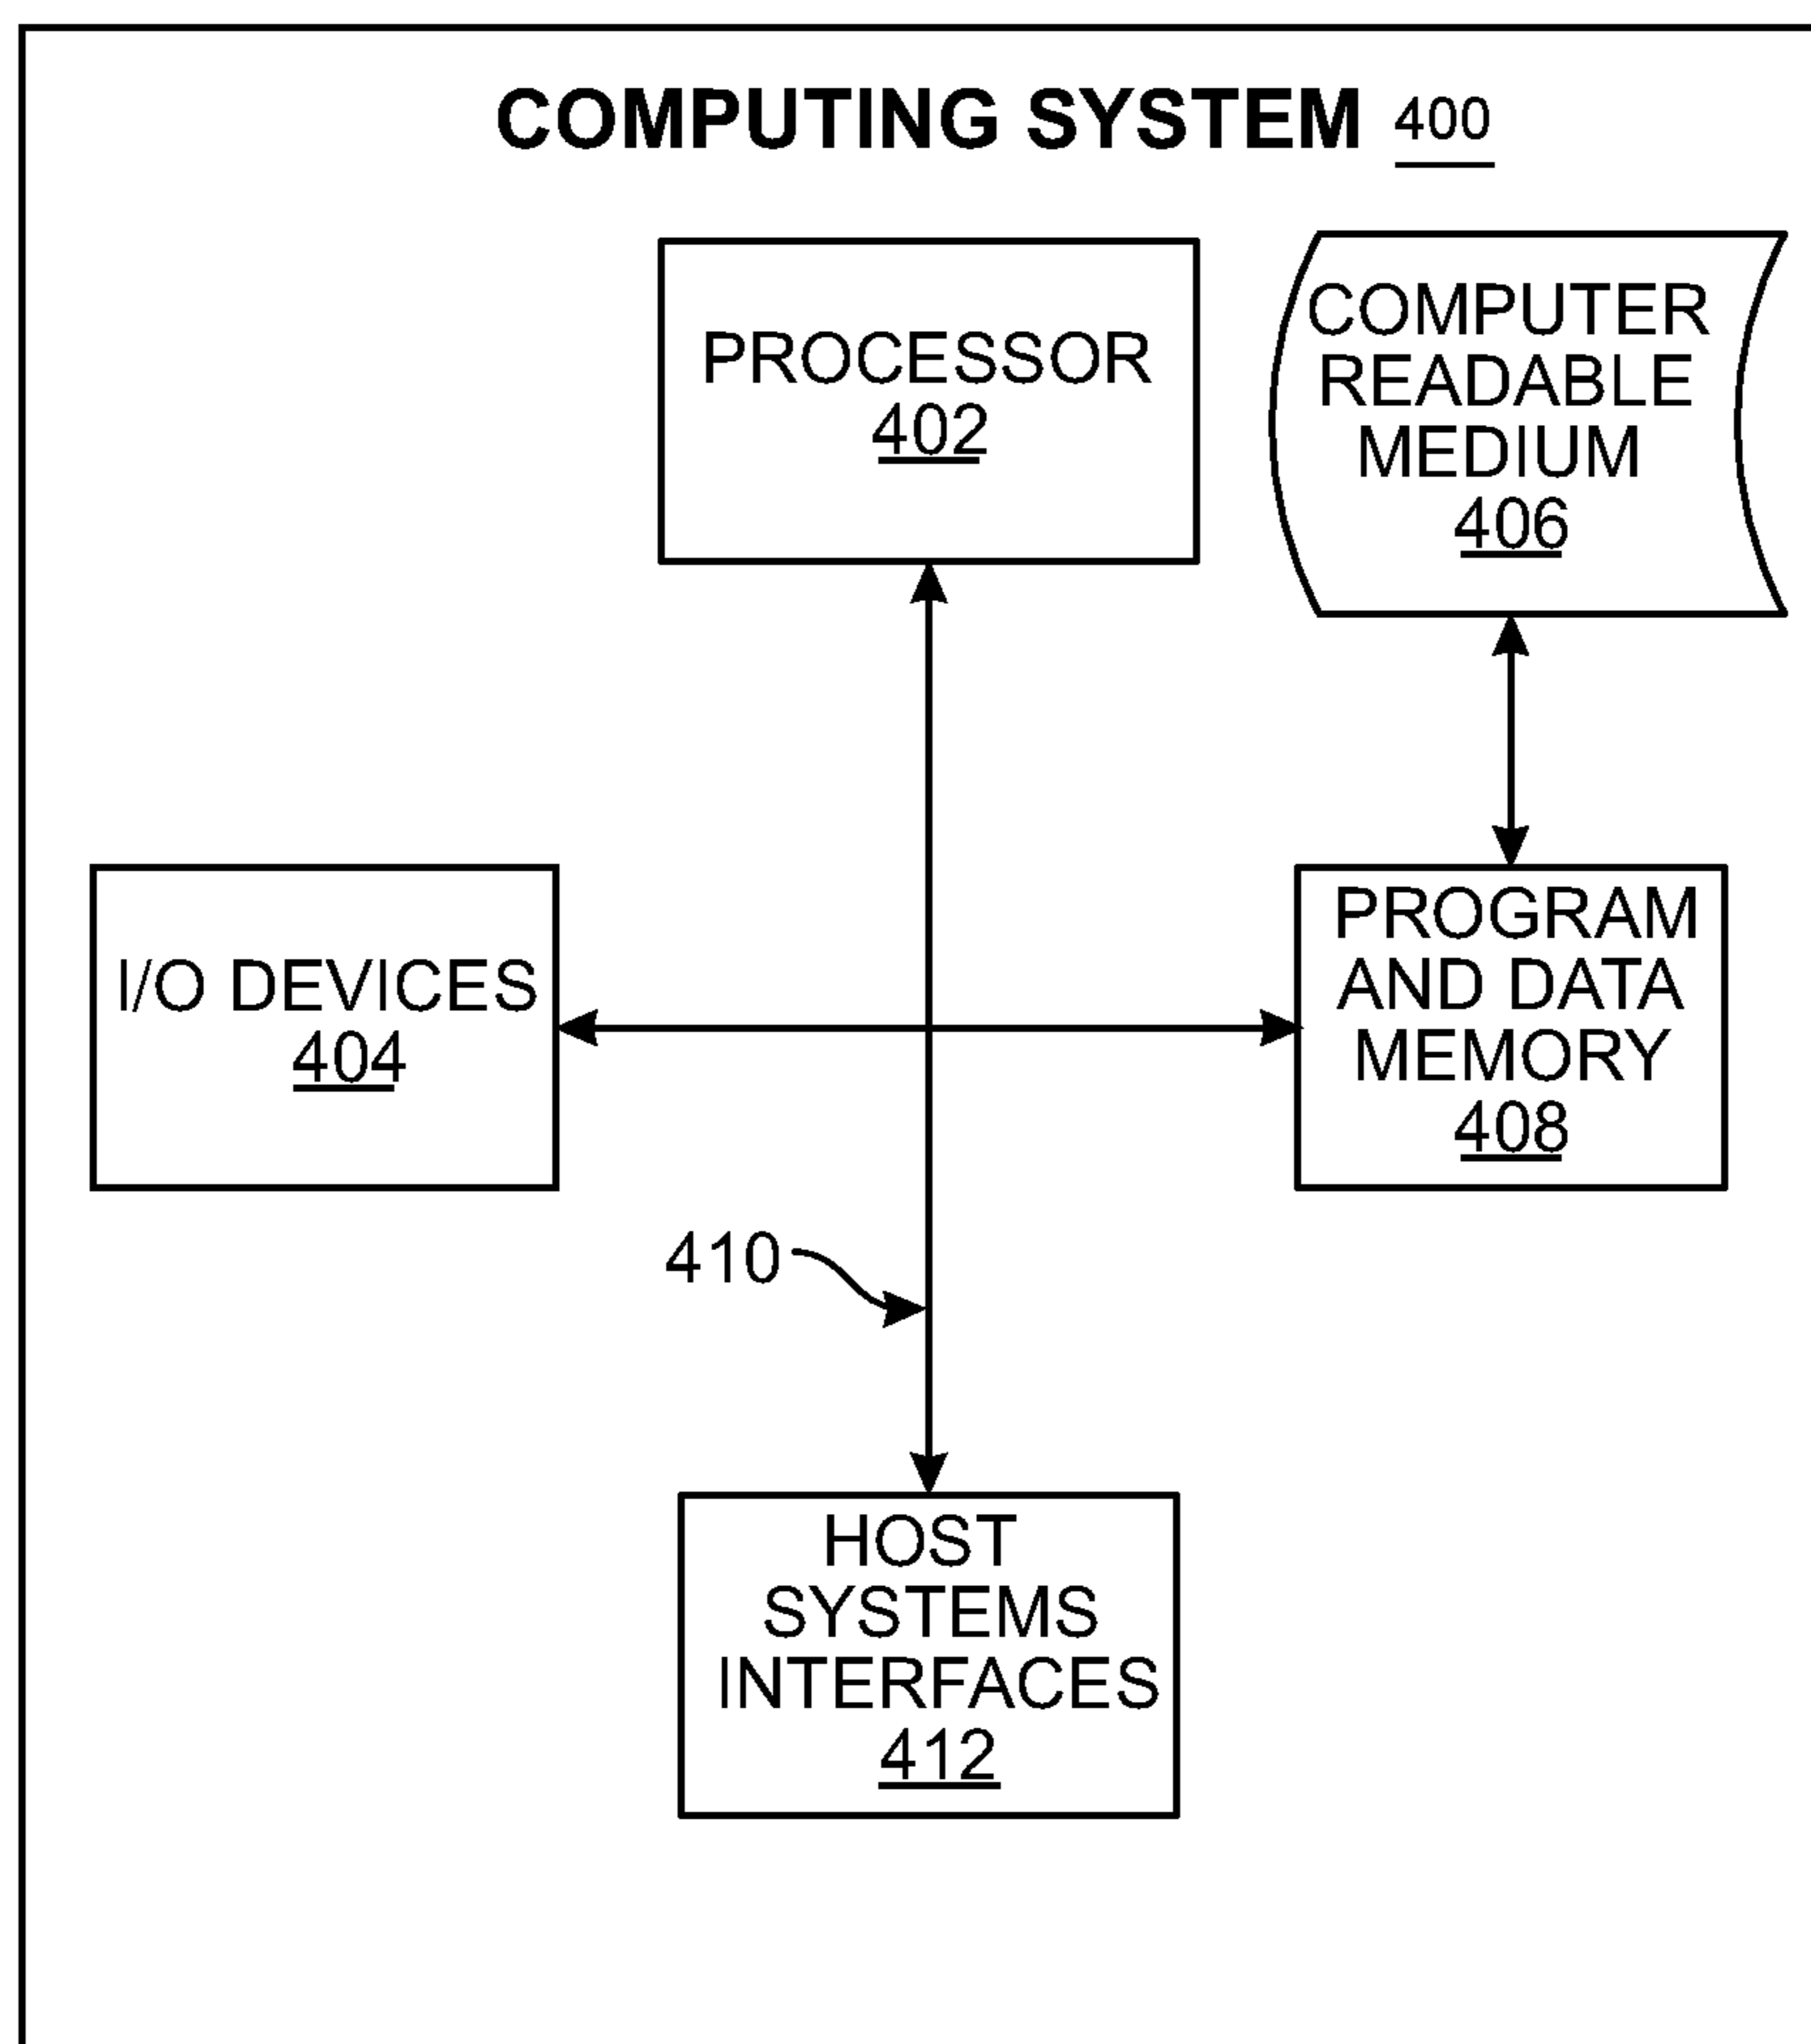 COMPUTING SYSTEM 400
PROCESSOR
402
COMPUTER
READABLE
MEDIUM
406
I/O DEVICES
404
PROGRAM
AND DATA
MEMORY
408
410
HOST
SYSTEMS
INTERFACES
412